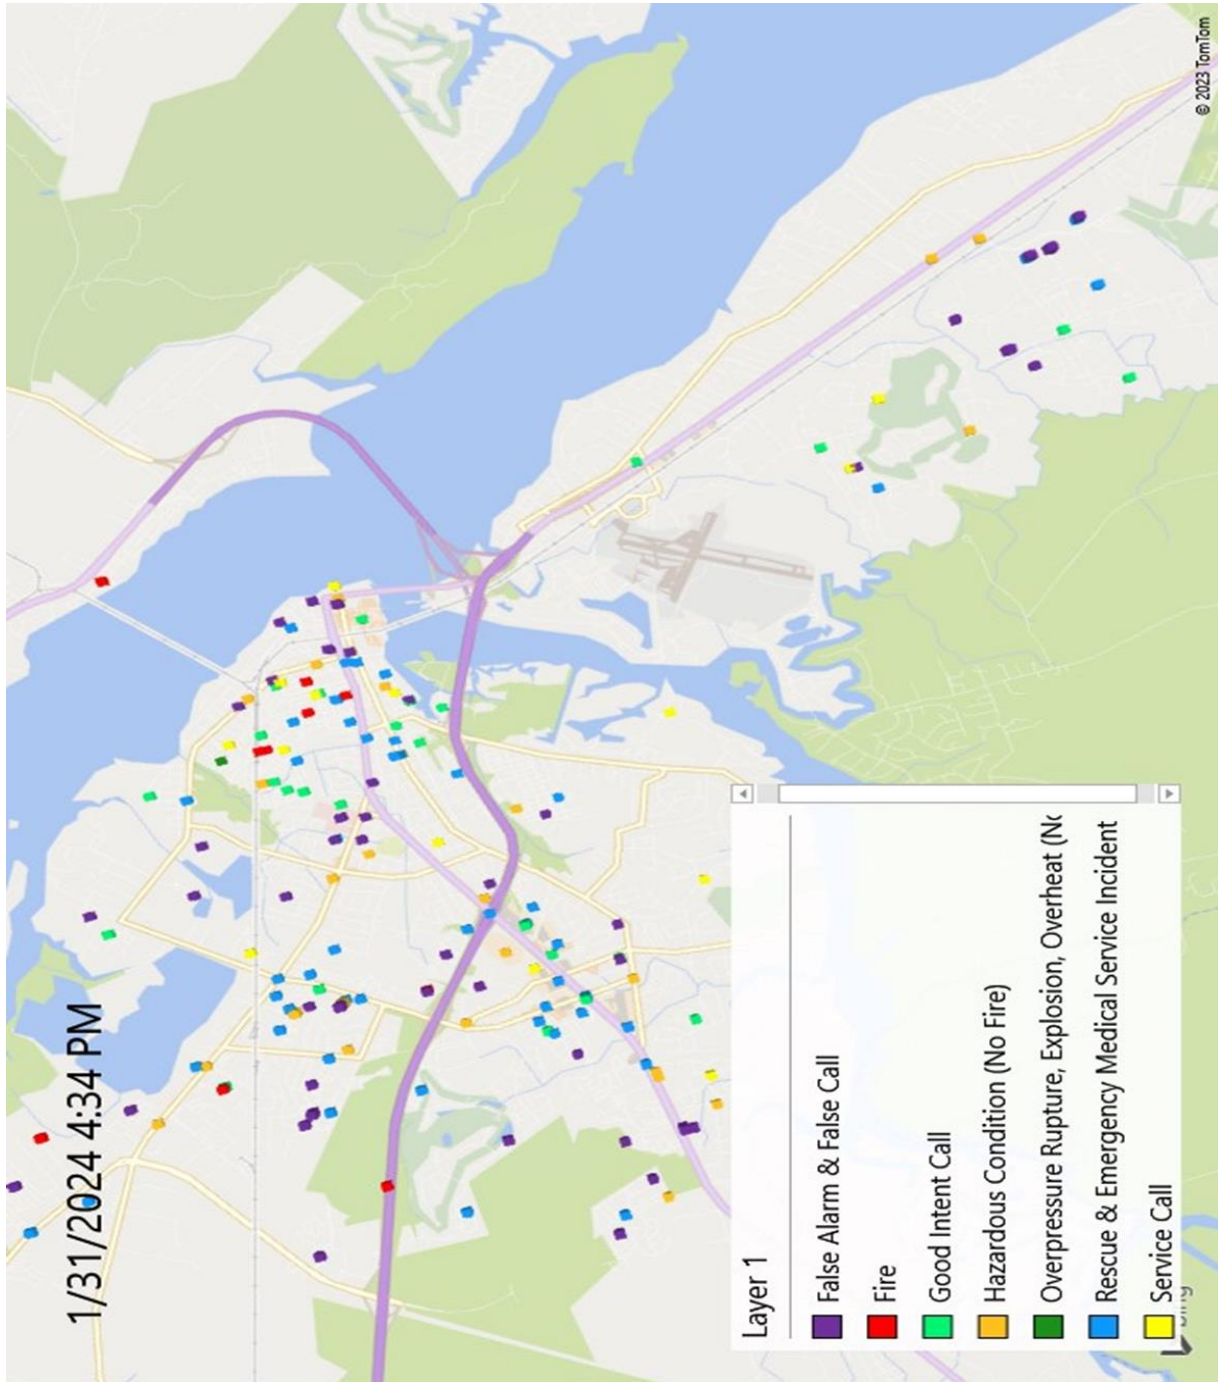 1/31/2024 4:34 PM
Layer 1
False Alarm & False Call
Fire
Good Intent Call
Hazardous Condition (No Fire)
Overpressure Rupture, Explosion, Overheat (No
Rescue & Emergency Medical Service Incident
Service Call
bing
© 2023 TomTom